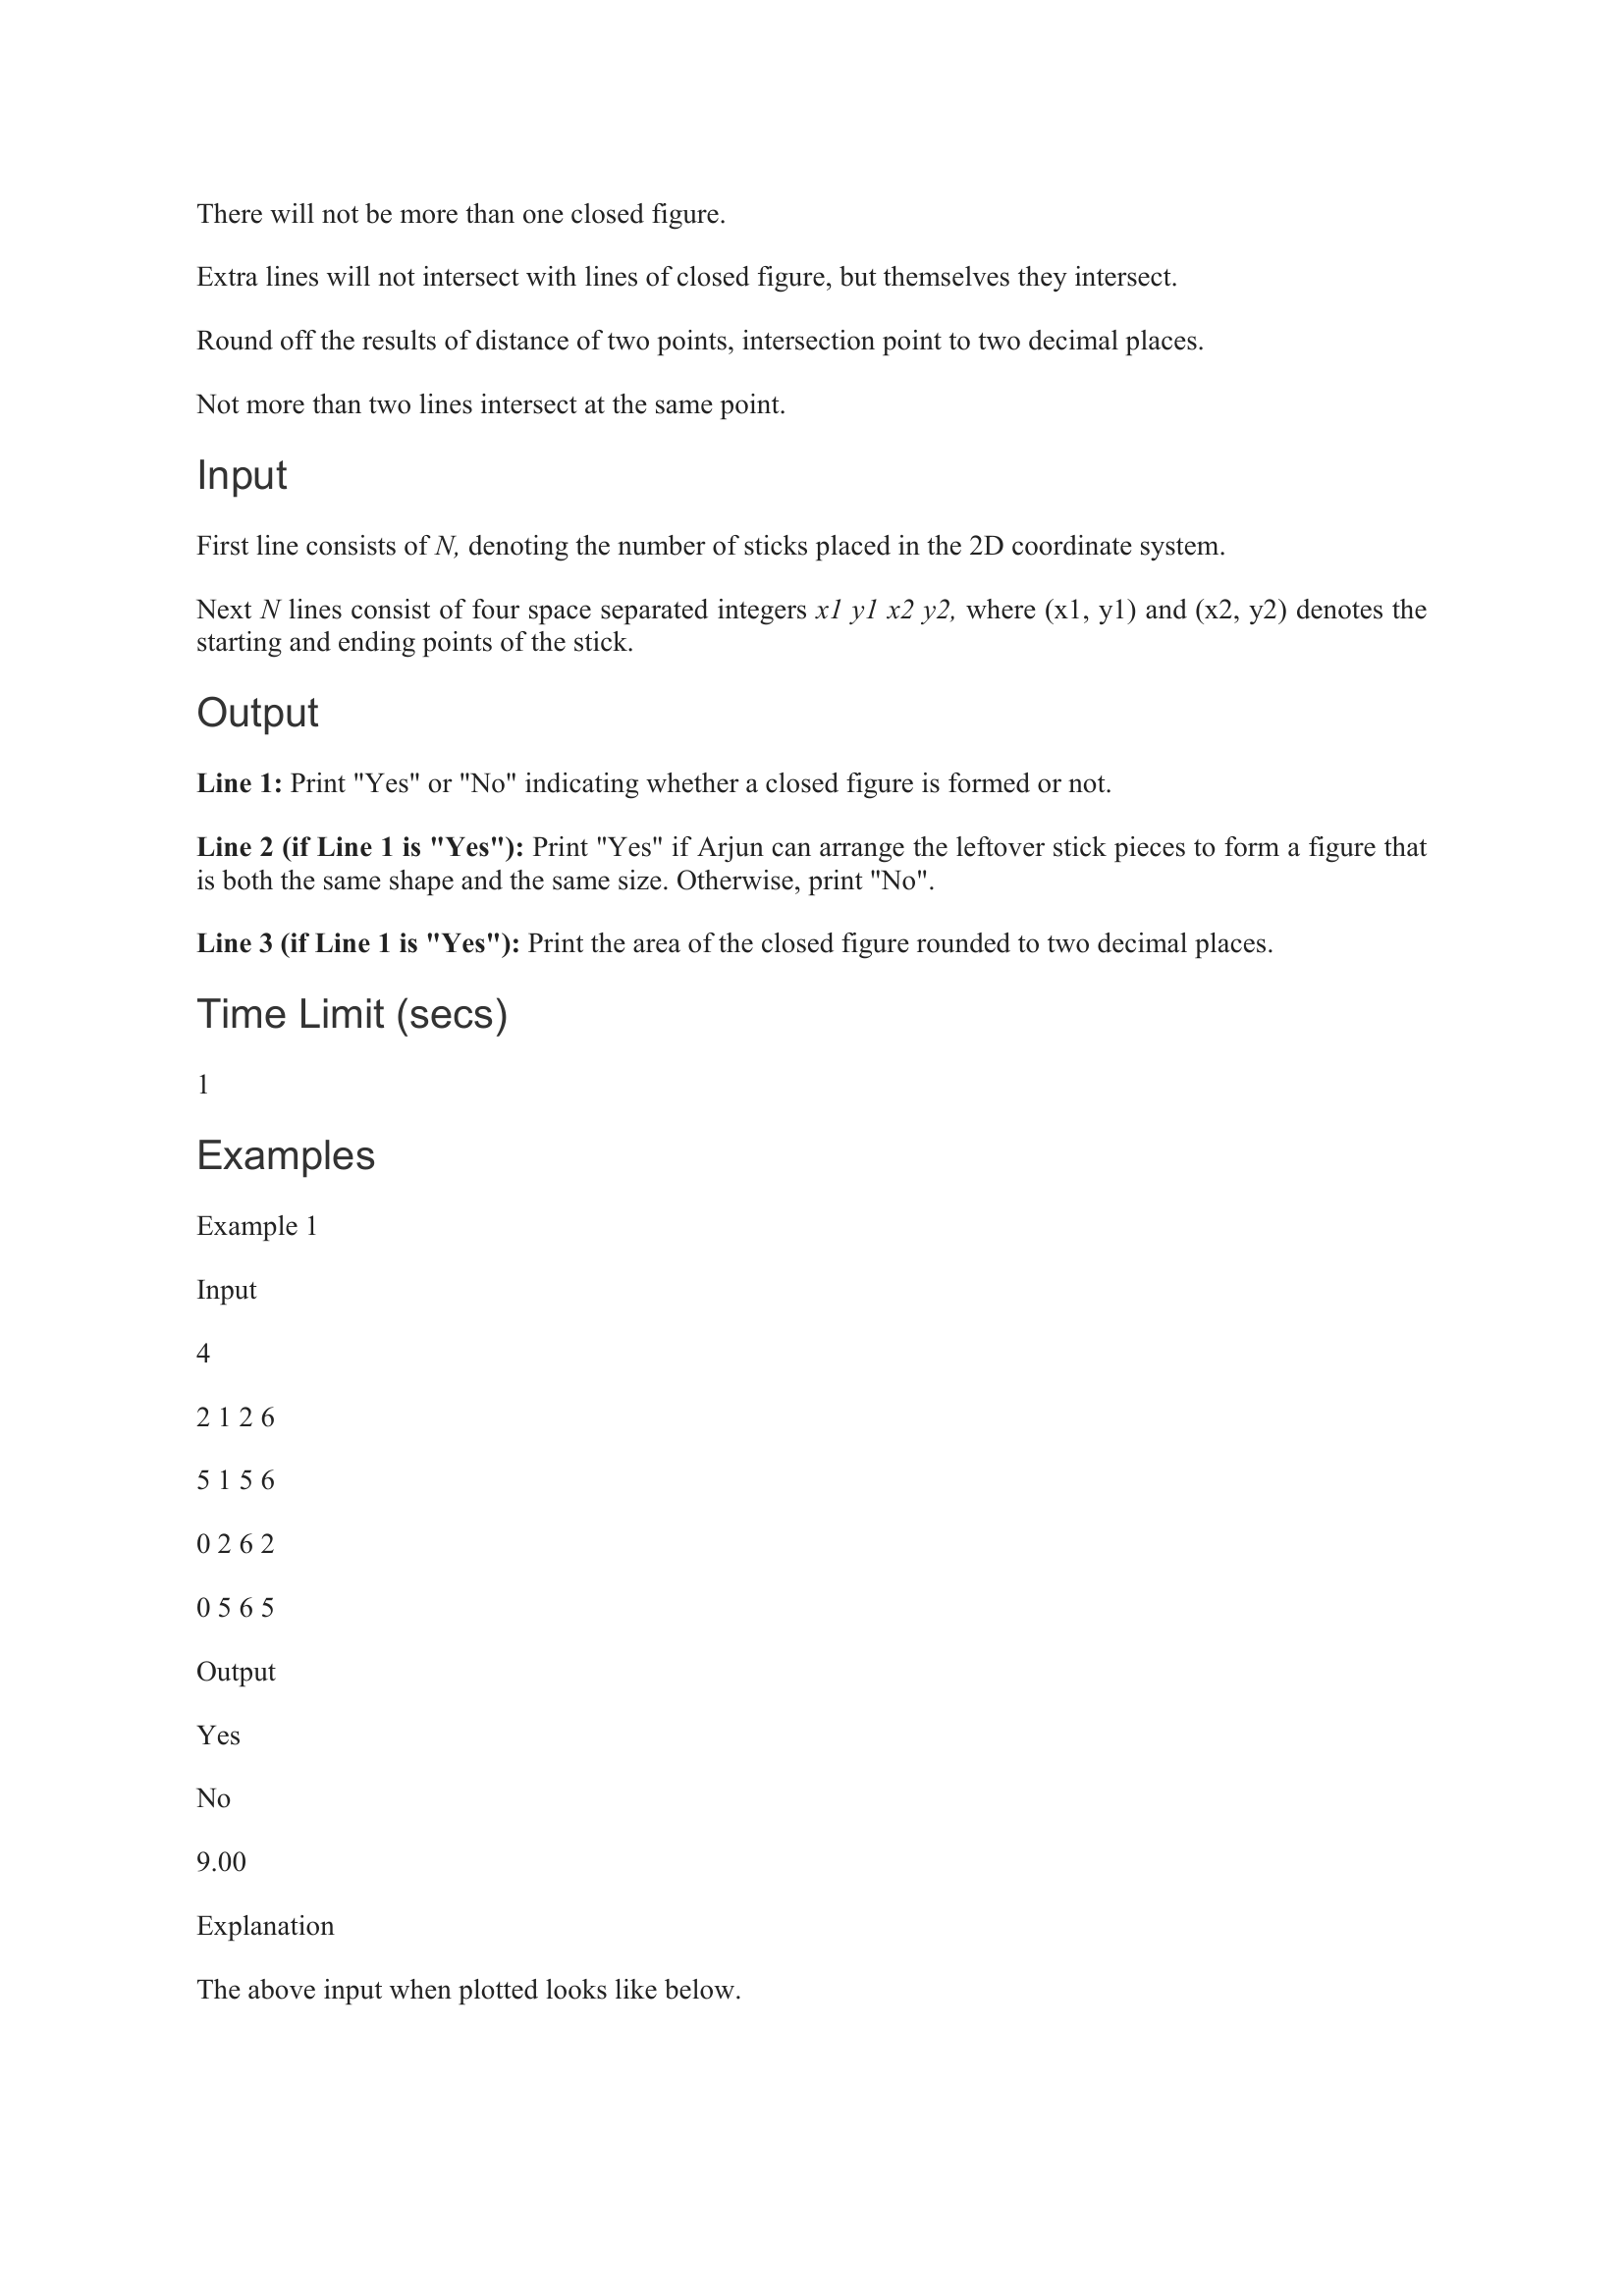 There will not be more than one closed figure.
Extra lines will not intersect with lines of closed figure, but themselves they intersect.
Round off the results of distance of two points, intersection point to two decimal places.
Not more than two lines intersect at the same point.
Input
First line consists of N, denoting the number of sticks placed in the 2D coordinate system.
Next N lines consist of four space separated integers x1 y1 x2 y2, where (x1, y1) and (x2, y2) denotes the
starting and ending points of the stick.
Output
Line 1: Print "Yes" or "No" indicating whether a closed figure is formed or not.
Line 2 (if Line 1 is "Yes"): Print "Yes" if Arjun can arrange the leftover stick pieces to form a figure that
is both the same shape and the same size. Otherwise, print "No".
Line 3 (if Line 1 is "Yes"): Print the area of the closed figure rounded to two decimal places.
Time Limit (secs)
1
Examples
Example 1
Input
4
2 1 2 6
5 1 5 6
0 2 6 2
0 5 6 5
Output
Yes
No
9.00
Explanation
The above input when plotted looks like below.